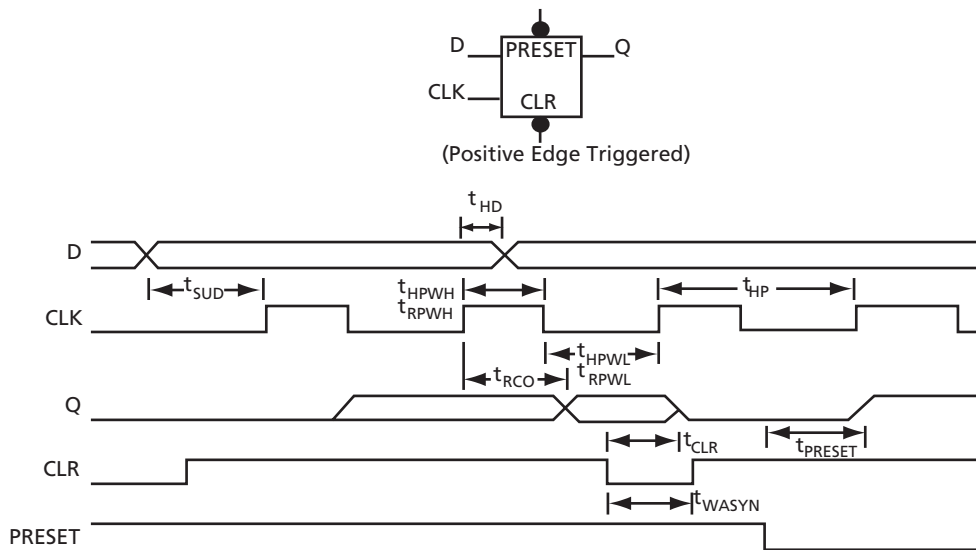 D PRESET Q
CLK
CLR
(Positive Edge Triggered)
tHD
D
tSUD tHPWH tHP
CLK tRPWH
tHPWL
tRCO tRPWL
Q
tCLR tPRESET
CLR
tWASYN
PRESET